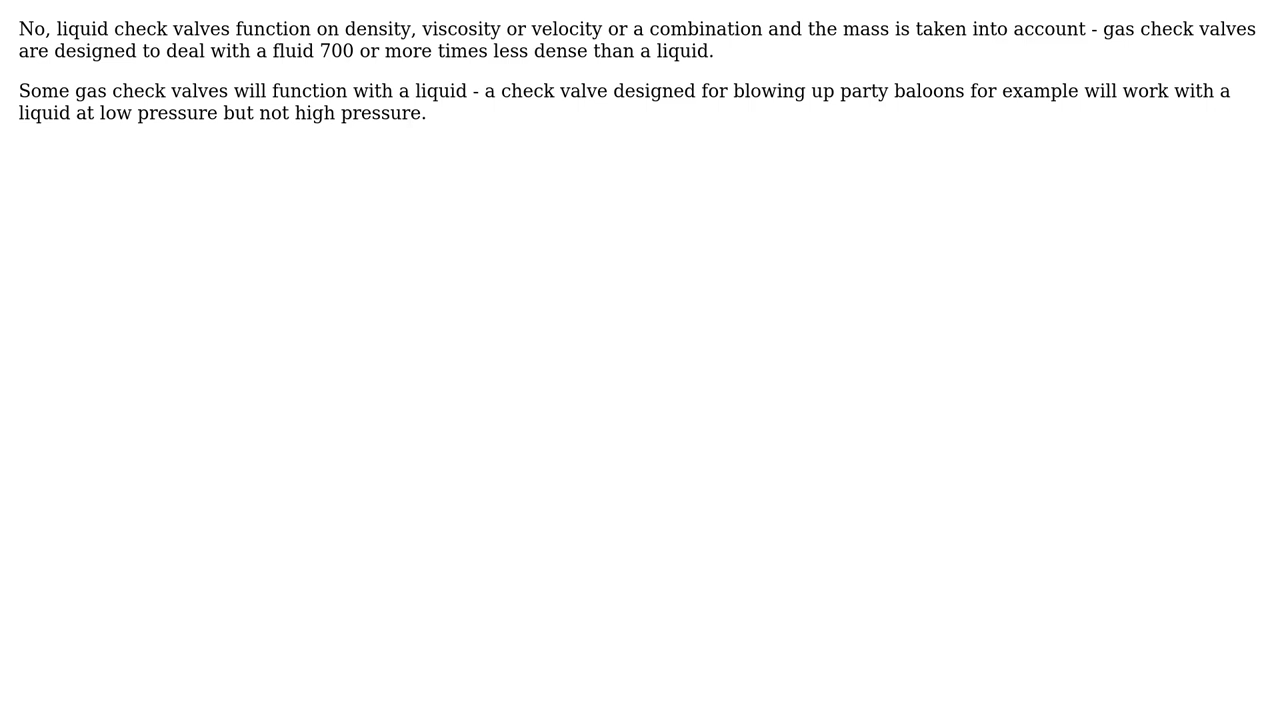 No, liquid check valves function on density, viscosity or velocity or a combination and the mass is taken into account - gas check valves
are designed to deal with a fluid 700 or more times less dense than a liquid.
Some gas check valves will function with a liquid - a check valve designed for blowing up party baloons for example will work with a
liquid at low pressure but not high pressure.